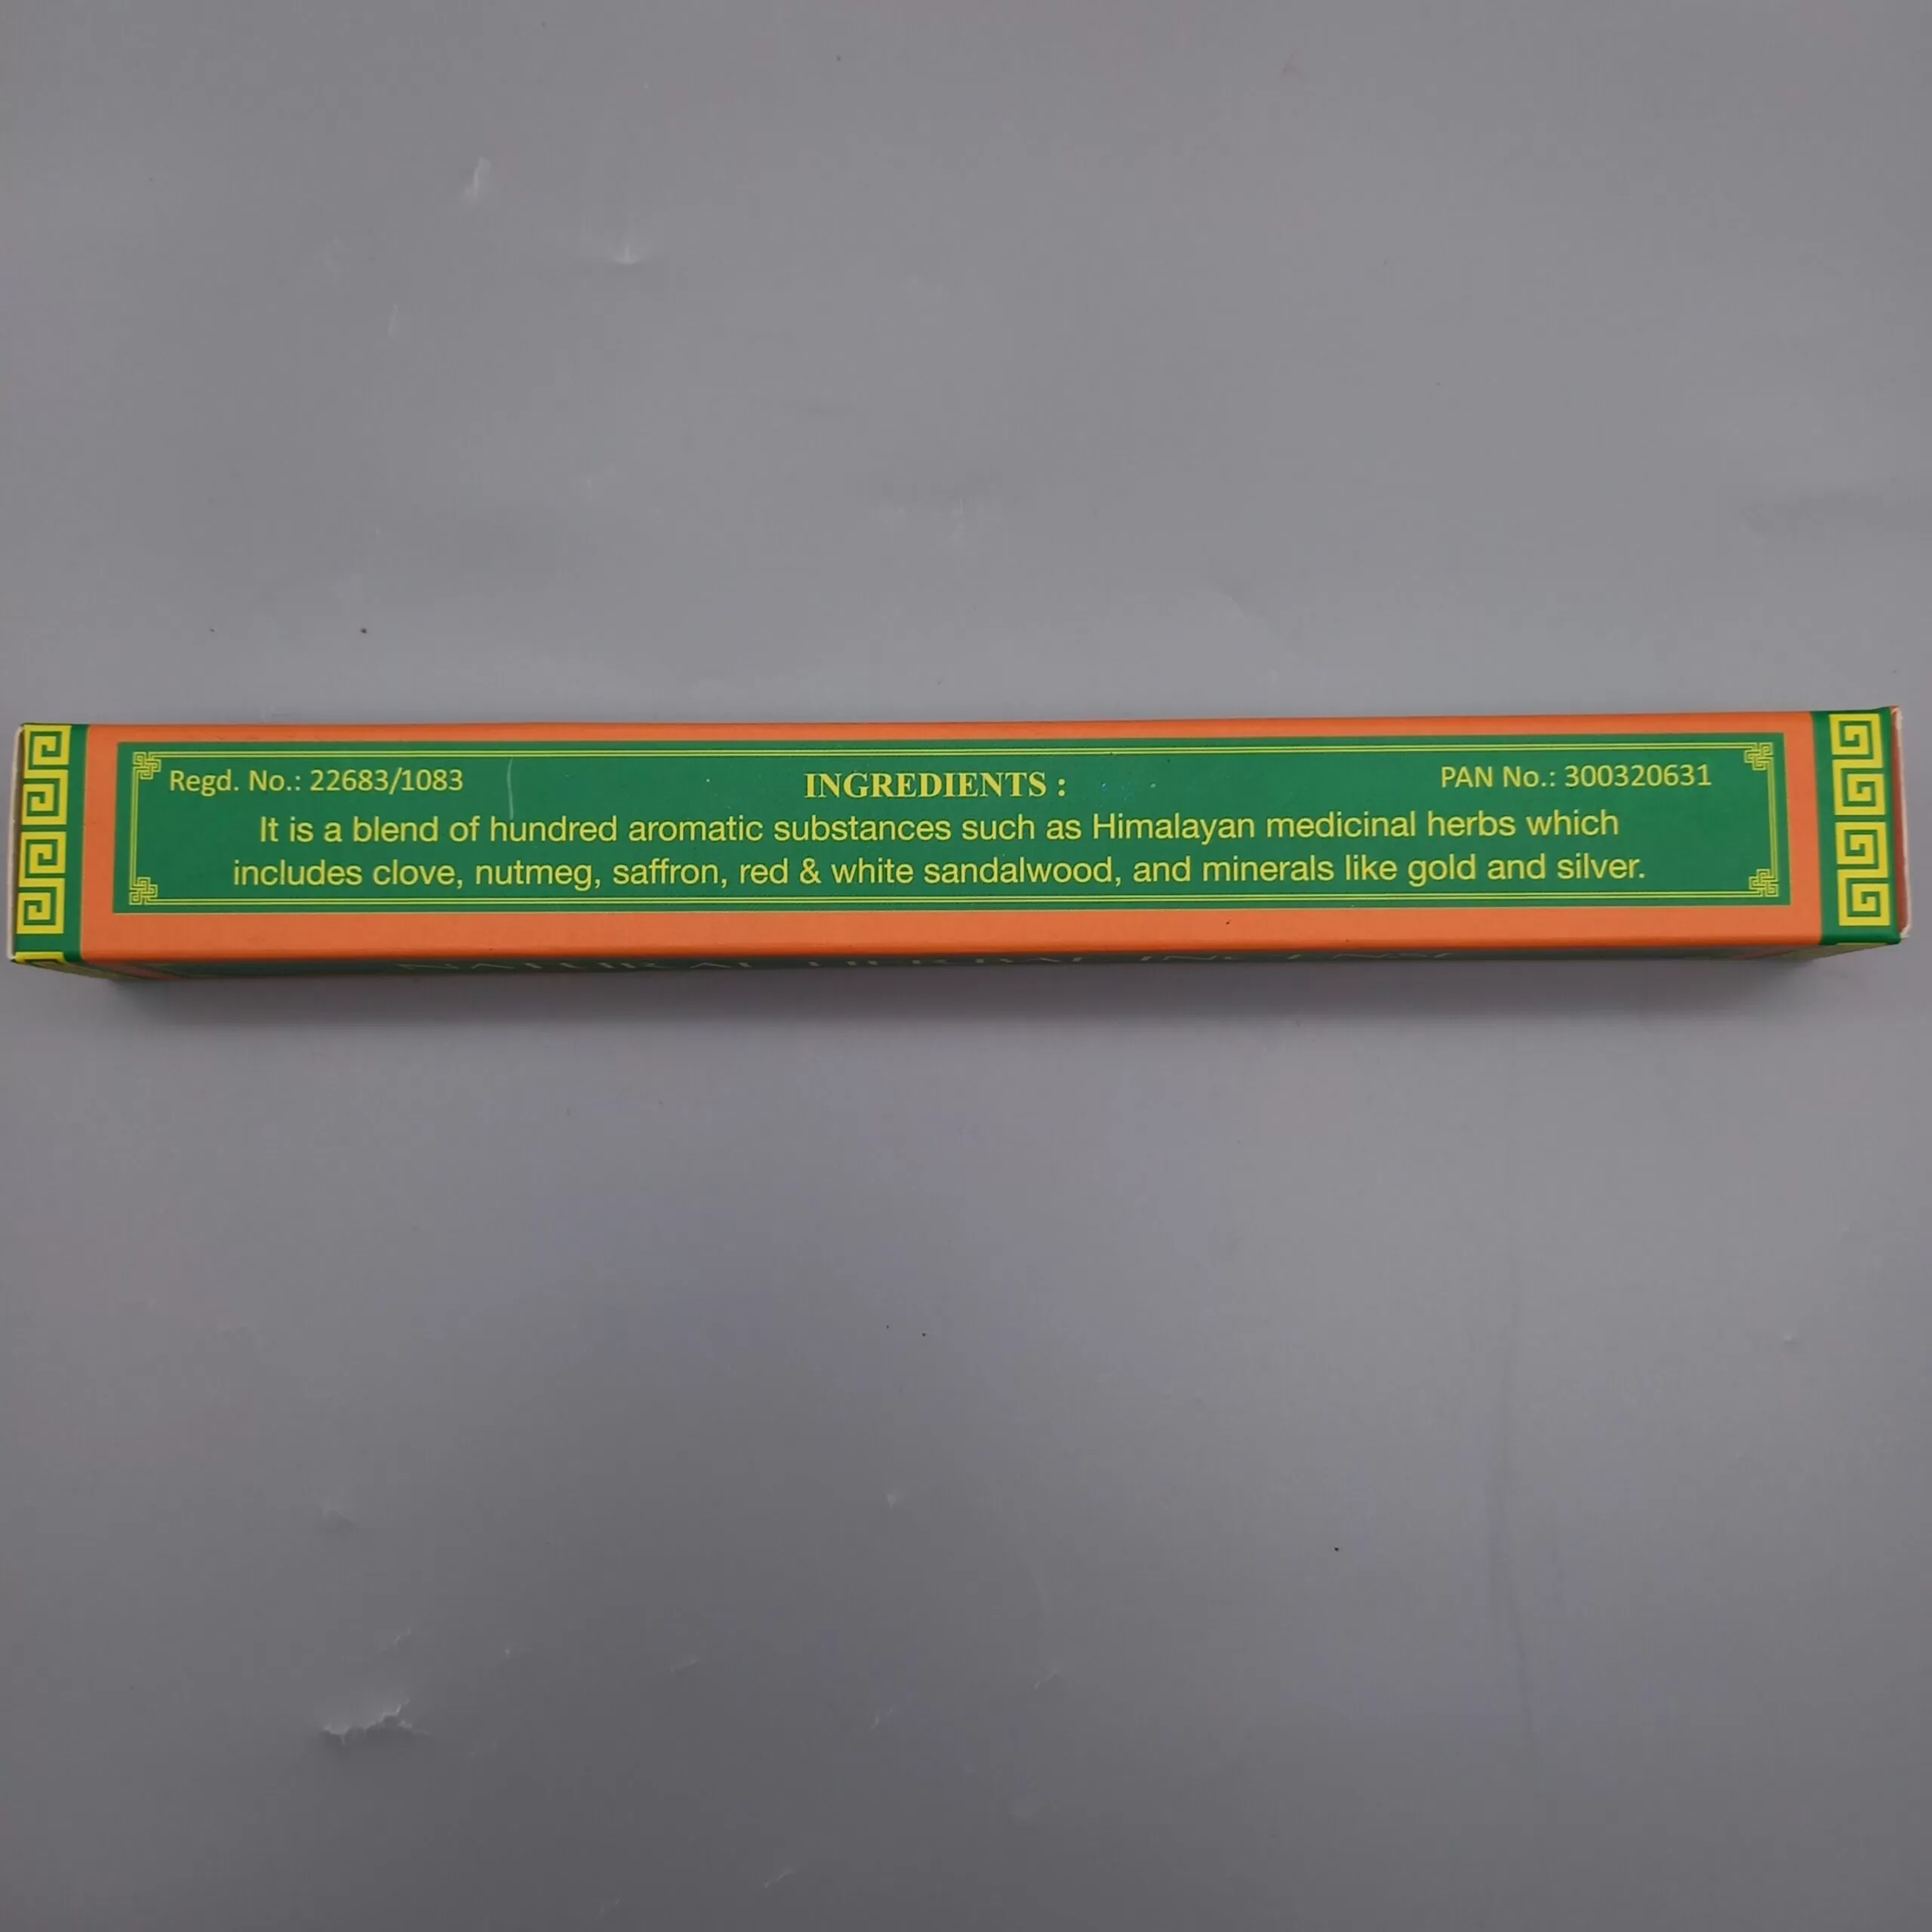 Regd. No.: 22683/1083 INGREDIENTS : PAN No.: 300320631
It is a blend of hundred aromatic substances such as Himalayan medicinal herbs which
includes clove, nutmeg, saffron, red & white sandalwood, and minerals like gold and silver.